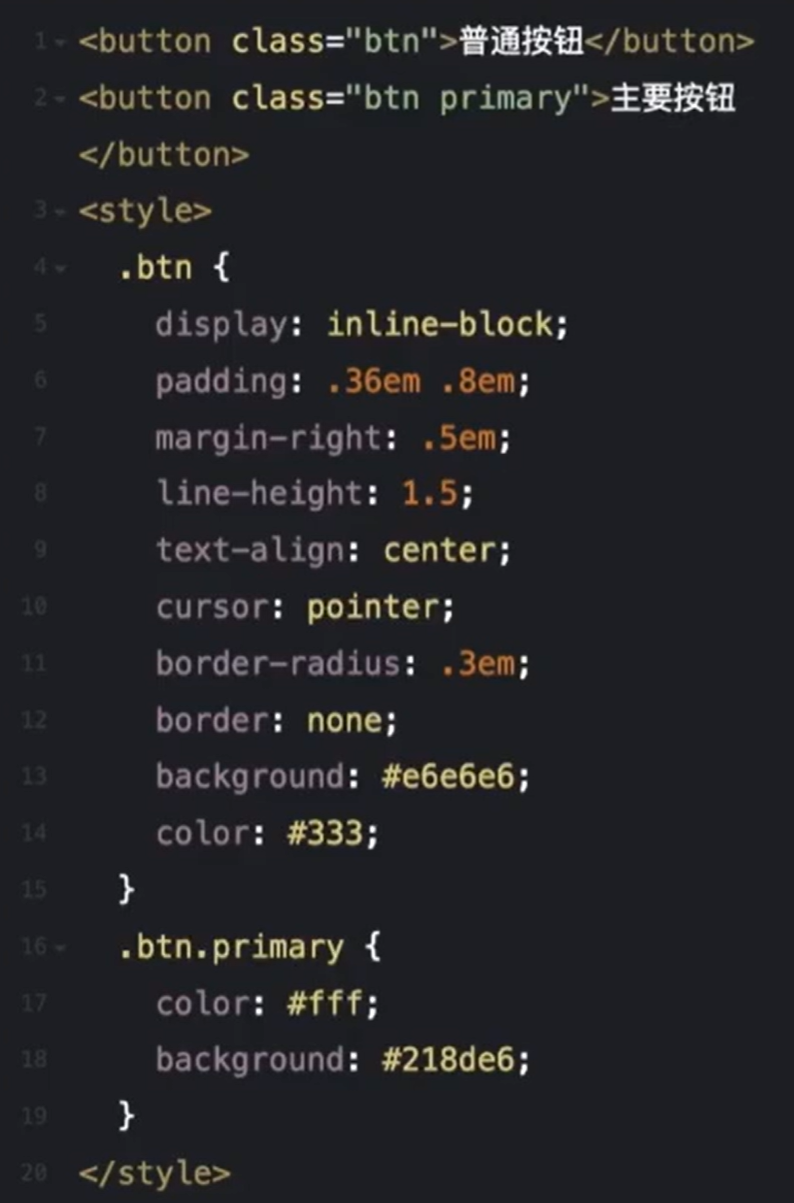 1 <button class="btn">普通按钮</button>
2 <button class="btn primary">主要按钮
</button>
3 <style>
4 .btn {
5 display: inline-block;
6 padding: .36em .8em;
7 margin-right: .5em;
8 line-height: 1.5;
9 text-align: center;
10 cursor: pointer;
11 border-radius: .3em;
12 border: none;
13 background: #e6e6e6;
14 color: #333;
15 }
16 .btn.primary {
17 color: #fff;
18 background: #218de6;
19 }
20 </style>